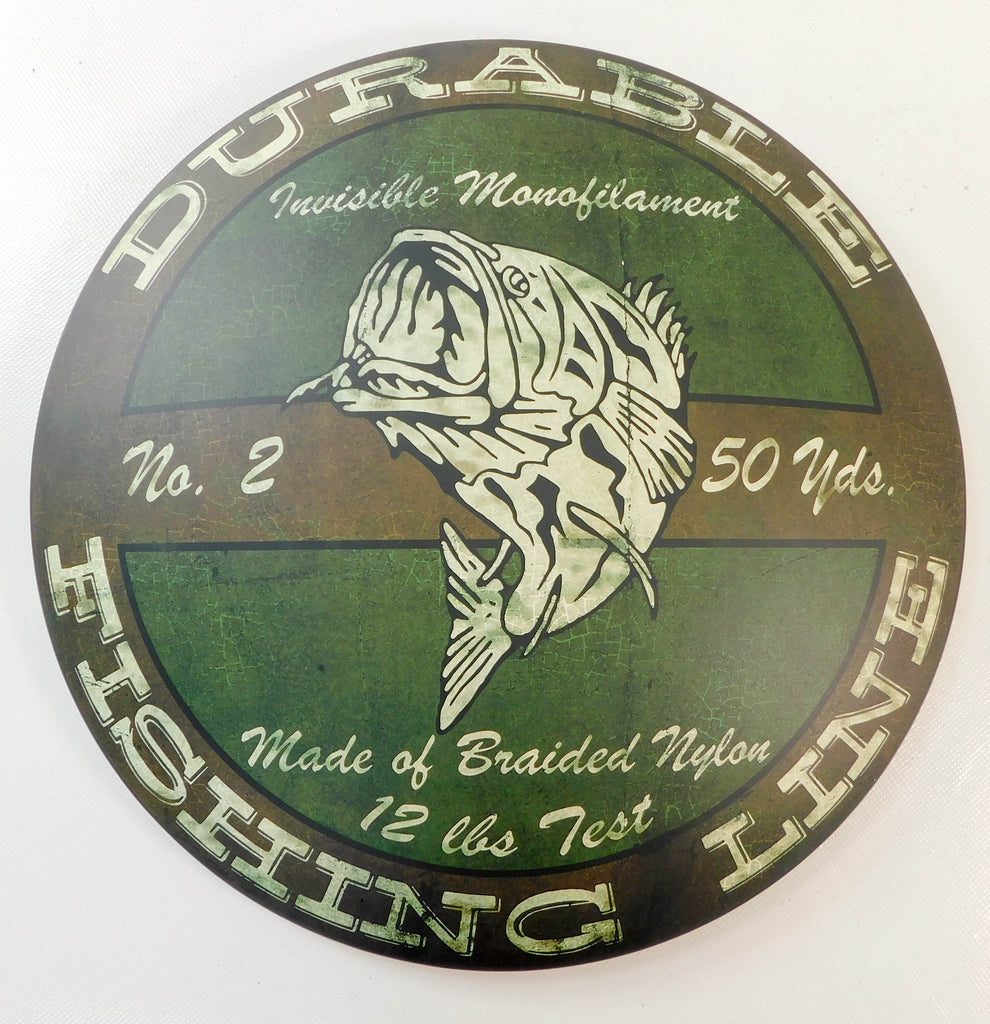 DURABLE
Invisible Monofilament
No. 2
50 Yds.
Made of Braided Nylon
12 lbs Test
FISHING LINE